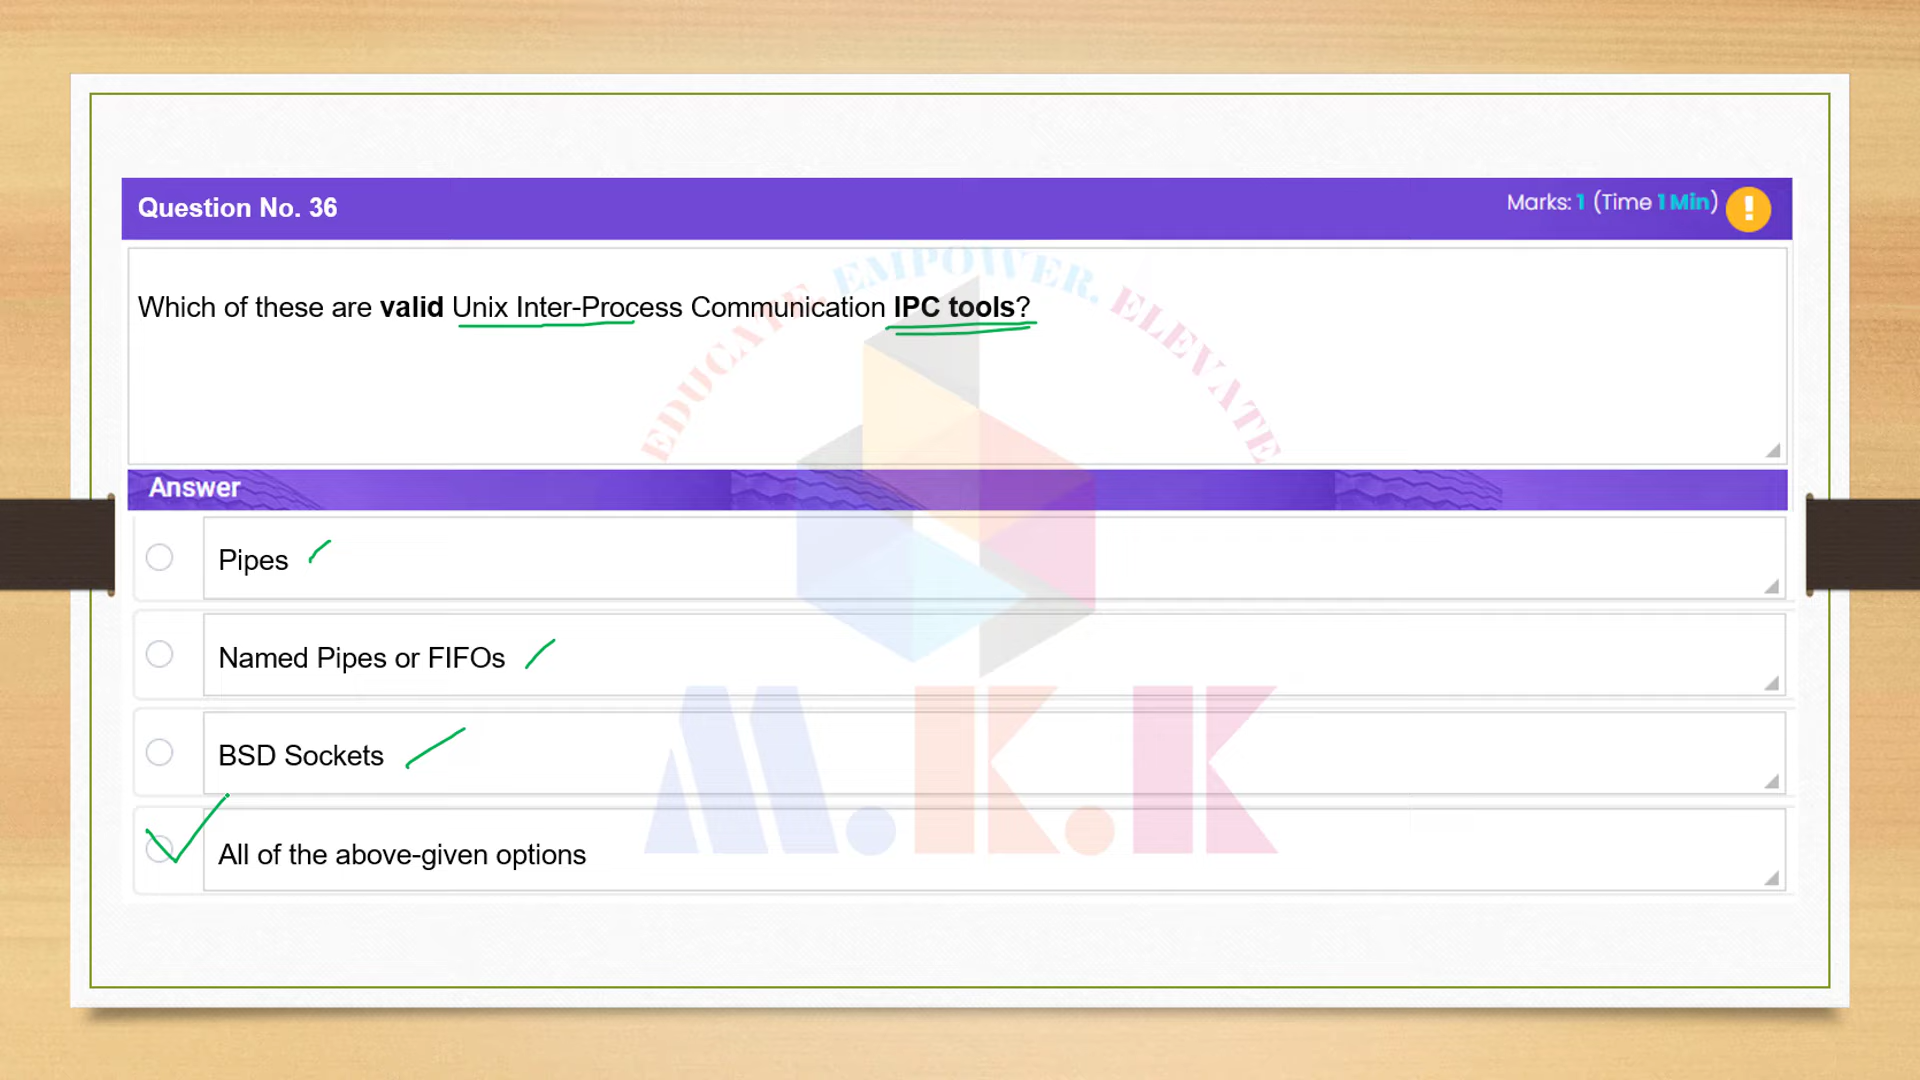 Question No. 36
Marks: 1 (Time 1 Min)
!
Which of these are valid Unix Inter-Process Communication IPC tools?
EDUCATE. EMPOWER. ELEVATE
Answer
Pipes
Named Pipes or FIFOs
BSD Sockets
All of the above-given options
M.K.K